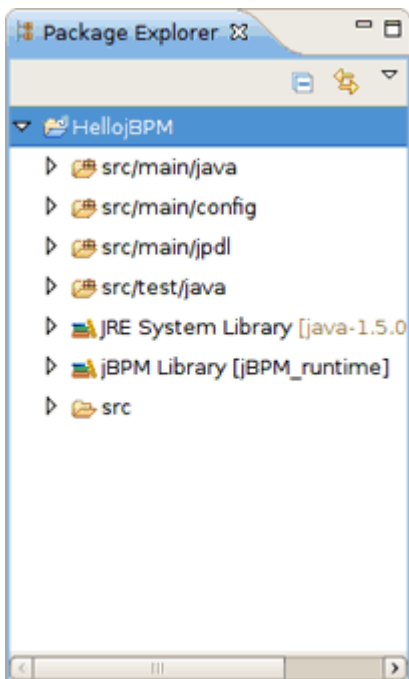 Package Explorer
HellojBPM
src/main/java
src/main/config
src/main/jpdl
src/test/java
JRE System Library [java-1.5.0
jBPM Library [jBPM_runtime]
src